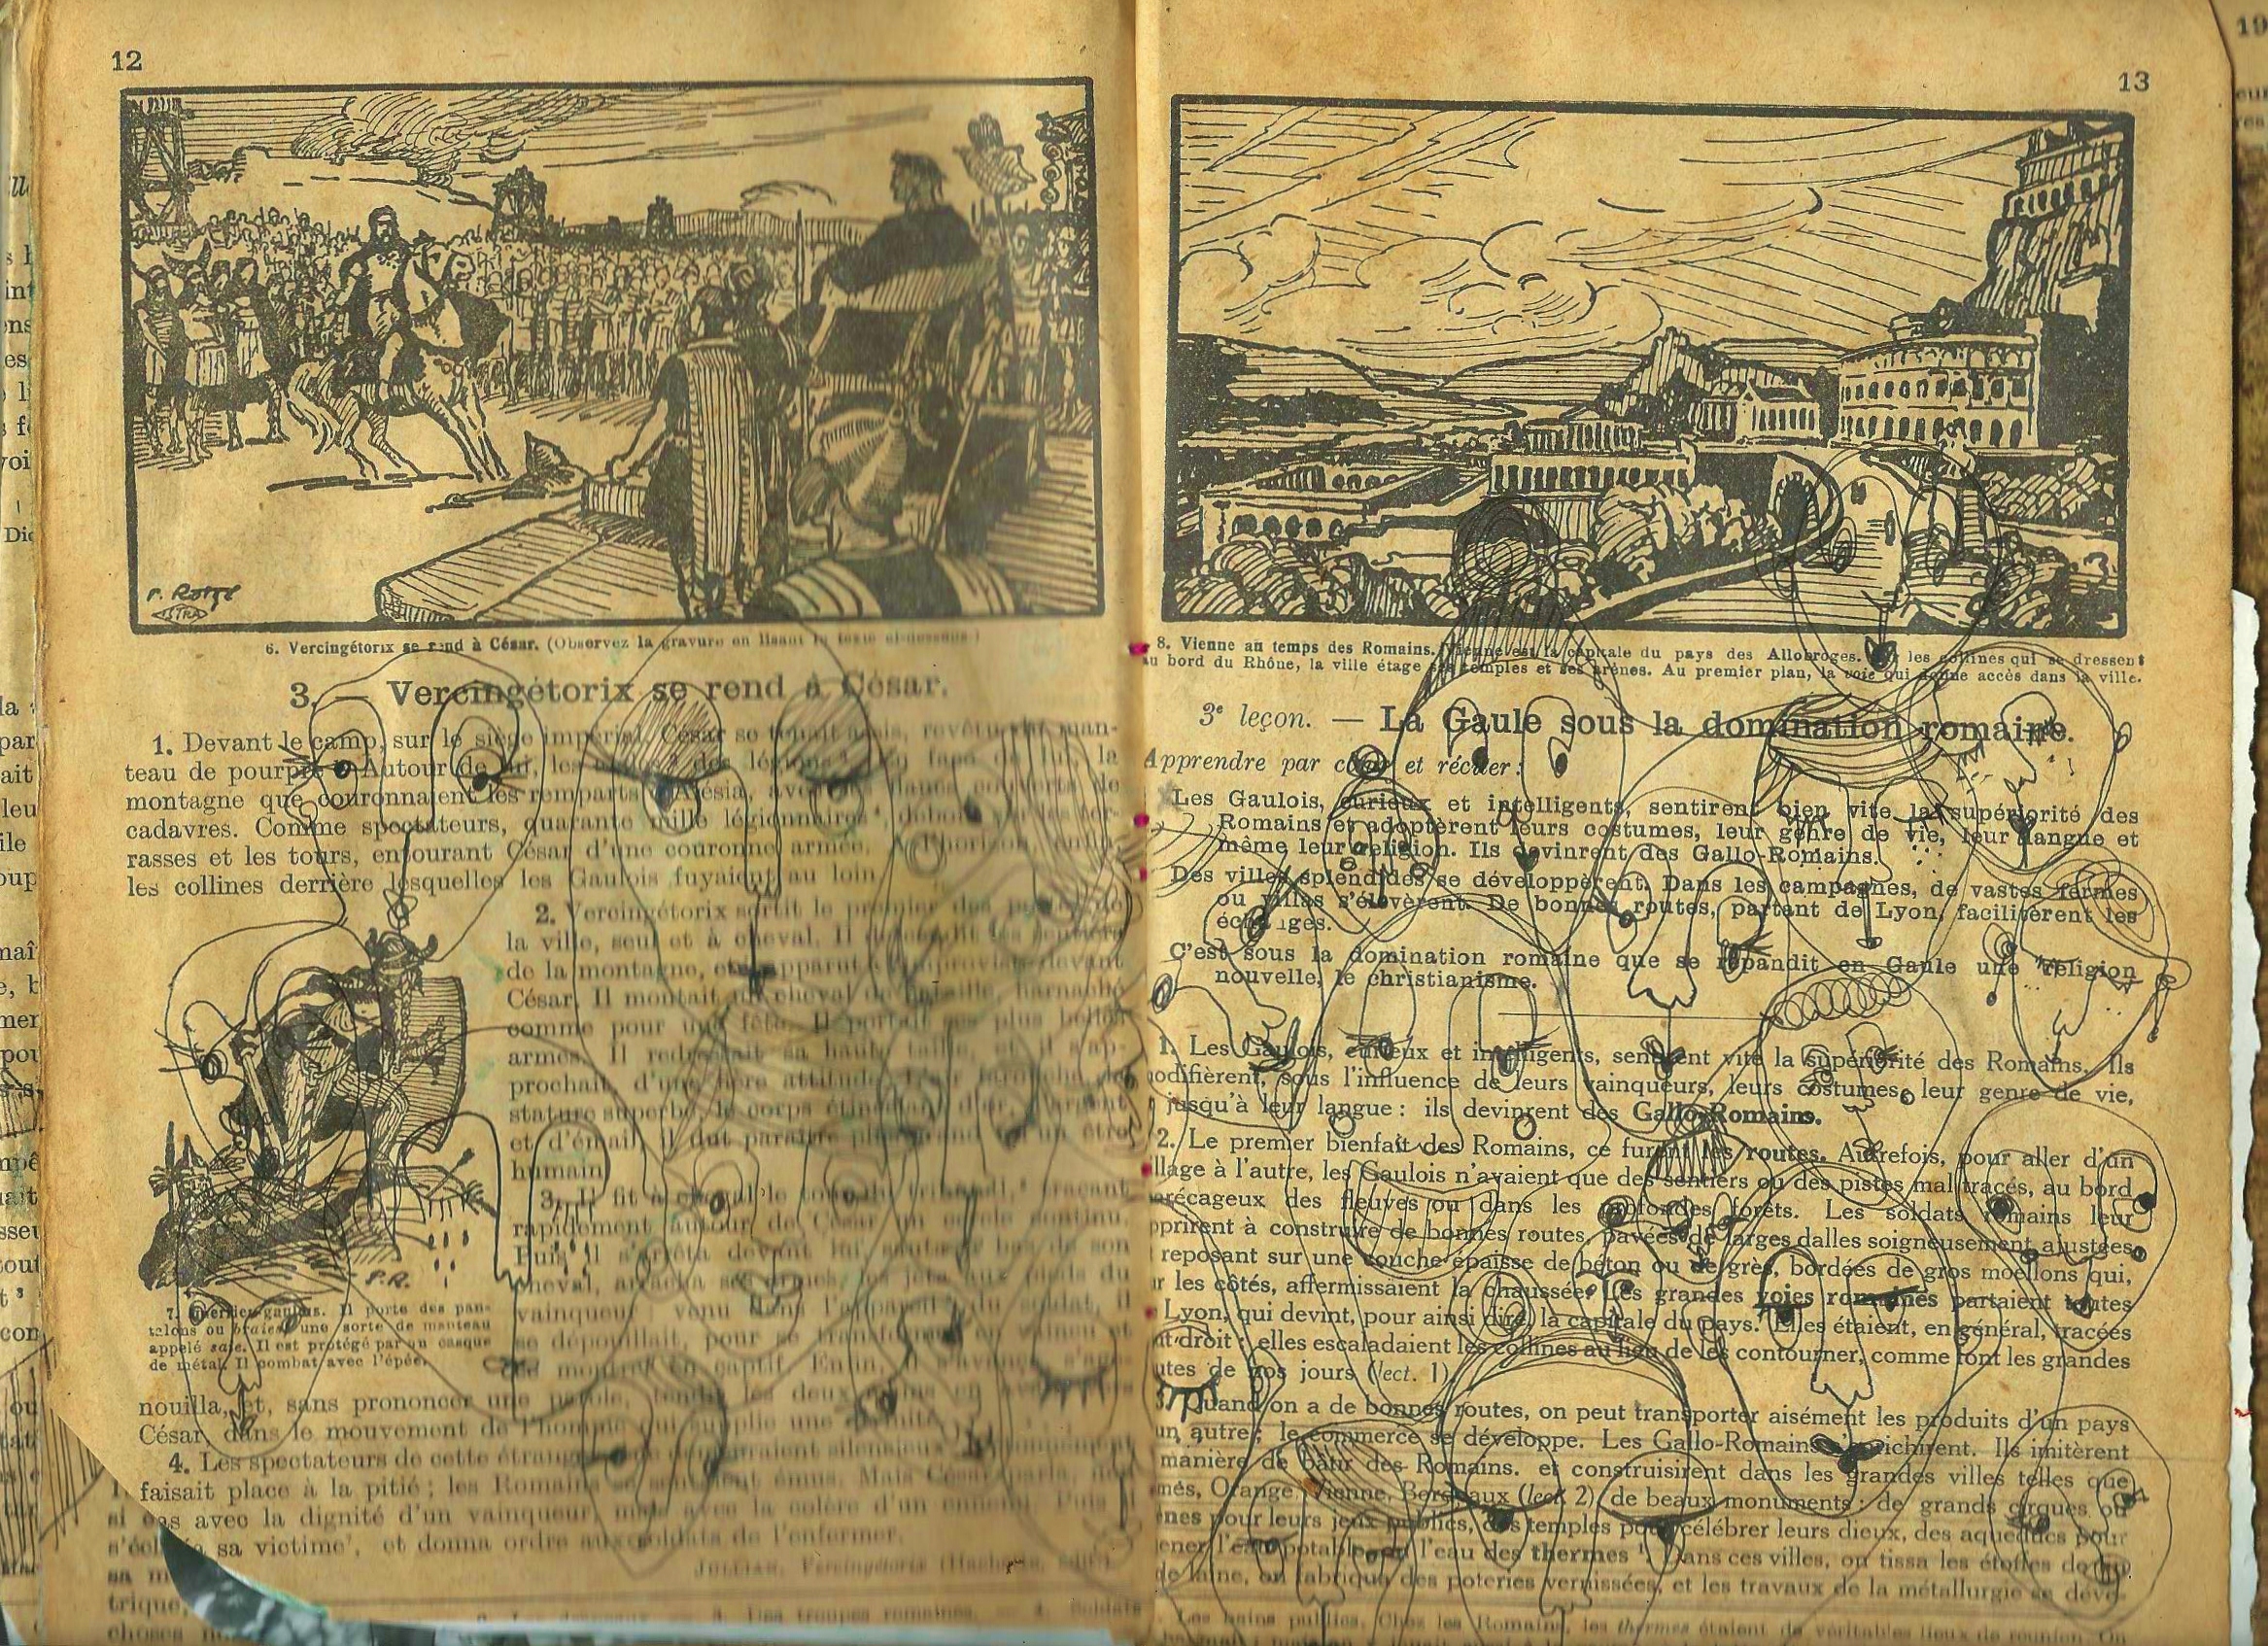 12
6. Vercingétorix se rend à César. (Observez la gravure en lisant le texte ci-dessous.)
3. — Vercingétorix se rend à César.
1. Devant le camp, sur le siège impérial, César se tenait assis, revêtu du man-
teau de pourpre. Autour de lui, les des légions. En face de lui, la
montagne que couronnaient les remparts d'Alésia, avec ses flancs couverts de
cadavres. Comme spectateurs, quarante mille légionnaires, debout
rasses et les tours, entourant César d'une couronne armée. A l'horizon enfin,
les collines derrière lesquelles les Gaulois fuyaient au loin.
2. Vercingétorix sortit le premier des portes de
la ville, seul et à cheval. Il descendit les sentiers
de la montagne, et apparut à l'improviste devant
César. Il montait un cheval de bataille, harnaché
comme pour une fête. Il portait ses plus belles
armes. Il redressait sa haute taille, et il s'ap-
prochait, d'une fière attitude,
stature superbe, le corps étincelant d'or, d'argent
et d'émail, il dut paraître plus grand qu'un être
humain.
3. Il fit à cheval le tour du tribunal, traçant
rapidement autour de César un cercle continu.
Puis il s'arrêta devant lui, sauta à bas de son
cheval, arracha ses armes, les jeta aux pieds du
vainqueur. venu dans l'appareil du soldat, il
se dépouillait, pour se transformer en vaincu et
se montrer en captif. Enfin, il s'age-
P. R.
7. Guerrier gaulois. Il porte des pan-
talons ou braies, une sorte de manteau
appelé saie. Il est protégé par un casque
de métal. Il combat avec l'épée.
nouilla, et, sans prononcer une parole, tendit les deux mains en avant
César, dans le mouvement de l'homme qui supplie une divinité.
4. Les spectateurs de cette étrange scène demeuraient silencieux. L'étonnement
faisait place à la pitié ; les Romains se sentaient émus. Mais César parla, non
pas avec la dignité d'un vainqueur, mais avec la colère d'un ennemi. Puis
sa victime, et donna ordre aux soldats de l'enfermer.
JULLIAN, Vercingétorix (Hachette, édit.)
13
8. Vienne au temps des Romains. Vienne est la capitale du pays des Allobroges. Sur les collines qui se dressent
au bord du Rhône, la ville étage ses temples et ses arènes. Au premier plan, la voie qui donne accès dans la ville.
3e leçon. — La Gaule sous la domination romaine.
Apprendre par cœur et réciter :
Les Gaulois, curieux et intelligents, sentirent bien vite la supériorité des
Romains et adoptèrent leurs costumes, leur genre de vie, leur langue et
même leur religion. Ils devinrent des Gallo-Romains.
Des villes splendides se développèrent. Dans les campagnes, de vastes fermes
ou villas s'élevèrent. De bonnes routes, partant de Lyon, facilitèrent les
échanges.
C'est sous la domination romaine que se répandit en Gaule une religion
nouvelle, le christianisme.
1. Les Gaulois, curieux et intelligents, sentirent vite la supériorité des Romains. Ils
modifièrent, sous l'influence de leurs vainqueurs, leurs costumes, leur genre de vie,
jusqu'à leur langue : ils devinrent des Gallo-Romains.
2. Le premier bienfait des Romains, ce furent les routes. Autrefois, pour aller d'un
village à l'autre, les Gaulois n'avaient que des sentiers ou des pistes mal tracés, au bord
marécageux des fleuves ou dans les profondes forêts. Les soldats romains leur
apprirent à construire de bonnes routes, pavées de larges dalles soigneusement ajustées,
reposant sur une couche épaisse de béton ou de grès, bordées de gros moellons qui,
sur les côtés, affermissaient la chaussée. Les grandes voies romaines partaient toutes
Lyon, qui devint, pour ainsi dire, la capitale du pays. Elles étaient, en général, tracées
droit ; elles escaladaient les collines au lieu de les contourner, comme font les grandes
routes de nos jours (lect. 1).
3. Quand on a de bonnes routes, on peut transporter aisément les produits d'un pays
un autre ; le commerce se développe. Les Gallo-Romains s'enrichirent. Ils imitèrent
manière de bâtir des Romains. et construisirent dans les grandes villes telles que
Nîmes, Orange, Vienne, Bordeaux (lect. 2), de beaux monuments : de grands cirques ou
arènes pour leurs jeux publics, des temples pour célébrer leurs dieux, des aqueducs pour
amener l'eau potable ou l'eau des thermes. Dans ces villes, on tissa les étoffes de lin
de laine, on fabriqua des poteries vernissées, et les travaux de la métallurgie se déve-
Les bains publics. Chez les Romains, les thermes étaient de véritables lieux de réunion. On